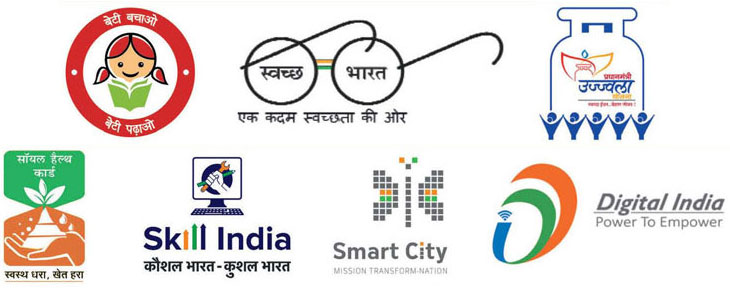 बेटी बचाओ
बेटी पढ़ाओ
स्वच्छ भारत
एक कदम स्वच्छता की ओर
प्रधानमंत्री
उज्ज्वला
योजना
सॉयल हैल्थ
कार्ड
स्वस्थ धरा, खेत हरा
Skill India
कौशल भारत - कुशल भारत
Smart City
MISSION TRANSFORM-NATION
Digital India
Power To Empower